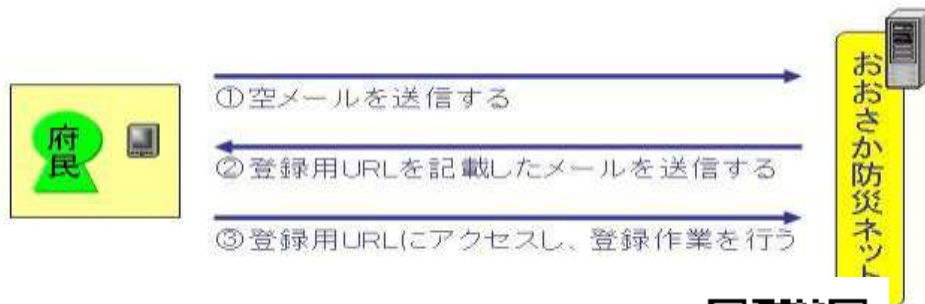 府民
①空メールを送信する
②登録用URLを記載したメールを送信する
③登録用URLにアクセスし、登録作業を行う
おおさか防災ネット